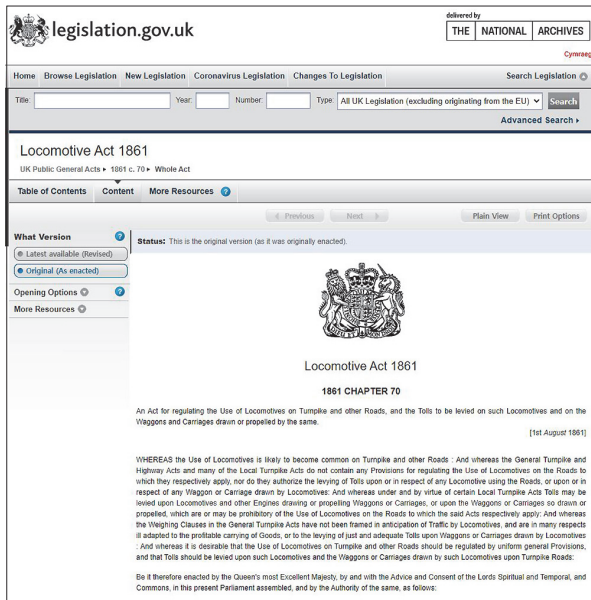 legislation.gov.uk
delivered by
THE NATIONAL ARCHIVES
Cymraeg
Home Browse Legislation New Legislation Coronavirus Legislation Changes To Legislation Search Legislation
Title: Year: Number: Type: All UK Legislation (excluding originating from the EU) Search
Advanced Search
Locomotive Act 1861
UK Public General Acts ▸ 1861 c. 70 ▸ Whole Act
Table of Contents Content More Resources ?
Previous Next Plain View Print Options
What Version ?
Latest available (Revised)
Original (As enacted)
Opening Options ?
More Resources
Status: This is the original version (as it was originally enacted).
Locomotive Act 1861
1861 CHAPTER 70
An Act for regulating the Use of Locomotives on Turnpike and other Roads, and the Tolls to be levied on such Locomotives and on the
Waggons and Carriages drawn or propelled by the same.
[1st August 1861]
WHEREAS the Use of Locomotives is likely to become common on Turnpike and other Roads : And whereas the General Turnpike and
Highway Acts and many of the Local Turnpike Acts do not contain any Provisions for regulating the Use of Locomotives on the Roads to
which they respectively apply, nor do they authorize the levying of Tolls upon or in respect of any Locomotive using the Roads, or upon or in
respect of any Waggon or Carriage drawn by Locomotives: And whereas under and by virtue of certain Local Turnpike Acts Tolls may be
levied upon Locomotives and other Engines drawing or propelling Waggons or Carriages, or upon the Waggons or Carriages so drawn or
propelled, which are or may be prohibitory of the Use of Locomotives on the Roads to which the said Acts respectively apply: And whereas
the Weighing Clauses in the General Turnpike Acts have not been framed in anticipation of Traffic by Locomotives, and are in many respects
ill adapted to the profitable carrying of Goods, or to the levying of just and adequate Tolls upon Waggons or Carriages drawn by Locomotives
: And whereas it is desirable that the Use of Locomotives on Turnpike and other Roads should be regulated by uniform general Provisions,
and that Tolls should be levied upon such Locomotives and the Waggons or Carriages drawn by such Locomotives upon Turnpike Roads:
Be it therefore enacted by the Queen's most Excellent Majesty, by and with the Advice and Consent of the Lords Spiritual and Temporal, and
Commons, in this present Parliament assembled, and by the Authority of the same, as follows: